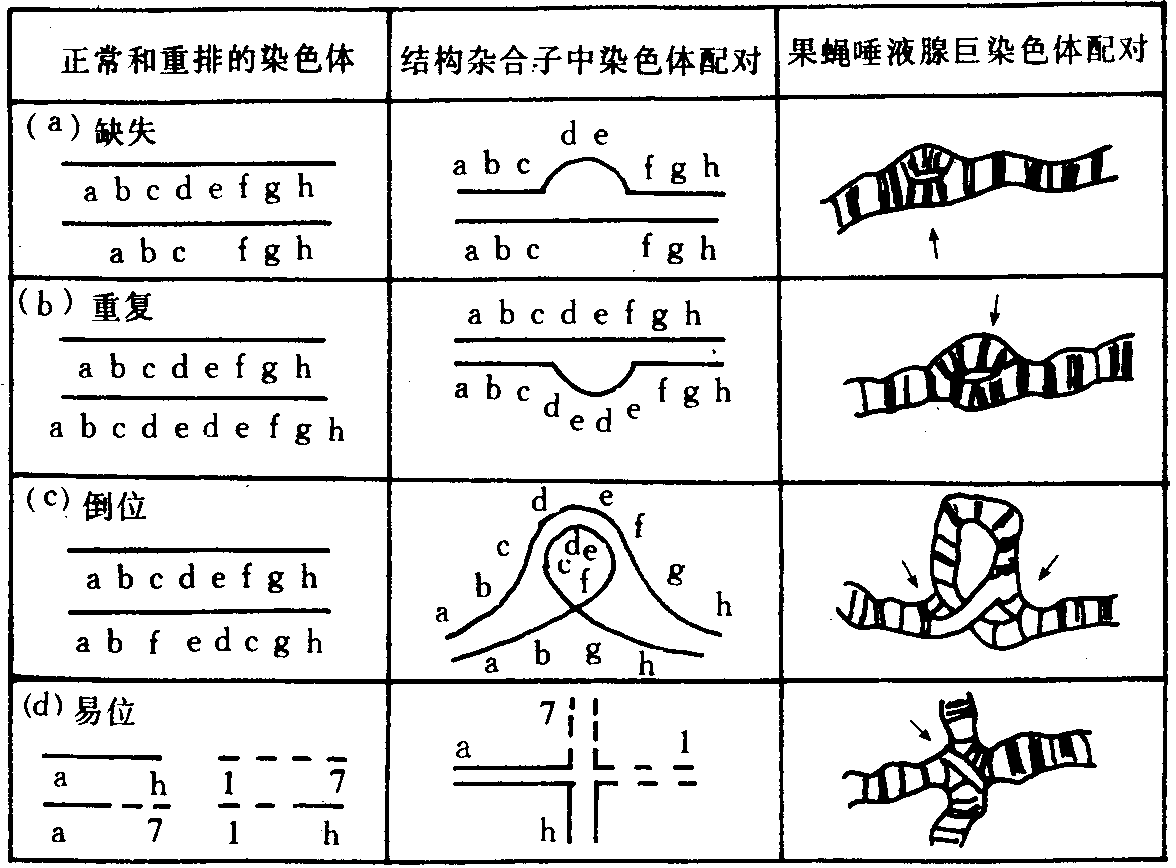 正常和重排的染色体
结构杂合子中染色体配对
果蝇唾液腺巨染色体配对
(a) 缺失
a b c d e f g h
a b c f g h
d e
a b c f g h
a b c f g h
(b) 重复
a b c d e f g h
a b c d e d e f g h
a b c d e f g h
a b c f g h
d e d e
(c) 倒位
a b c d e f g h
a b f e d c g h
d e
c f
b g
a h
d e
c f
a b g h
(d) 易位
a h 1 7
a 7 1 h
7
a 1
h